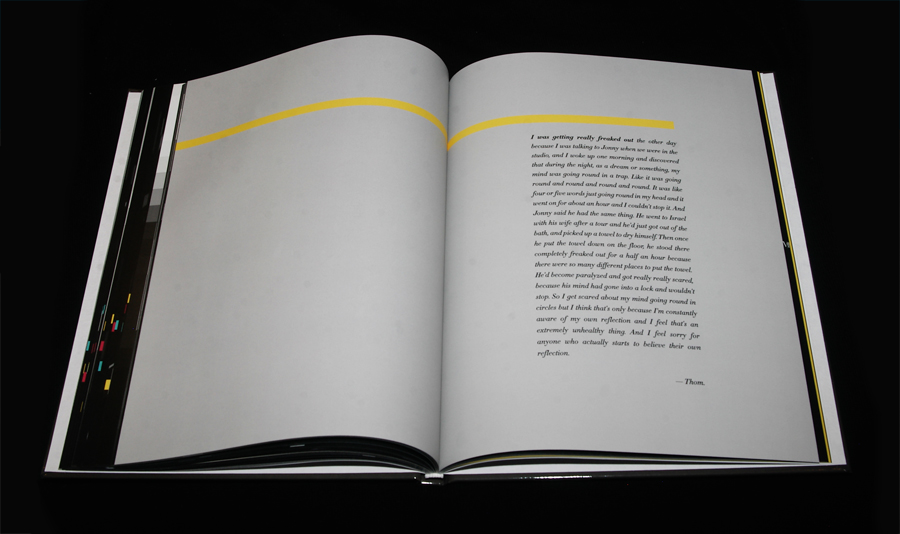 I was getting really freaked out the other day
because I was talking to Jonny when we were in the
studio, and I woke up one morning and discovered
that during the night, as a dream or something, my
mind was going round in a trap. Like it was going
round and round and round and round. It was like
four or five words just going round in my head and it
went on for about an hour and I couldn't stop it. And
Jonny said he had the same thing. He went to Israel
with his wife after a tour and he'd just got out of the
bath, and picked up a towel to dry himself. Then once
he put the towel down on the floor, he stood there
completely freaked out for a half an hour because
there were so many different places to put the towel.
He'd become paralysed and got really really scared,
because his mind had gone into a lock and wouldn't
stop. So I get scared about my mind going round in
circles but I think that's only because I'm constantly
aware of my own reflection and I feel that's an
extremely unhealthy thing. And I feel sorry for
anyone who actually starts to believe their own
reflection.
— Thom.